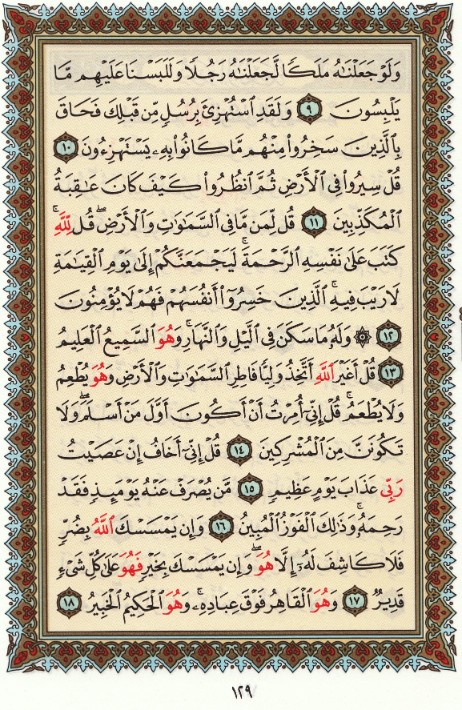 وَلَوْ جَعَلْنَٰهُ مَلَكًا لَّجَعَلْنَٰهُ رَجُلًا وَلَلَبَسْنَا عَلَيْهِم مَّا
يَلْبِسُونَ ٩ وَلَقَدِ ٱسْتُهْزِئَ بِرُسُلٍ مِّن قَبْلِكَ فَحَاقَ
بِٱلَّذِينَ سَخِرُوا۟ مِنْهُم مَّا كَانُوا۟ بِهِۦ يَسْتَهْزِءُونَ ١٠
قُلْ سِيرُوا۟ فِى ٱلْأَرْضِ ثُمَّ ٱنظُرُوا۟ كَيْفَ كَانَ عَٰقِبَةُ
ٱلْمُكَذِّبِينَ ١١ قُل لِّمَن مَّا فِى ٱلسَّمَٰوَٰتِ وَٱلْأَرْضِ ۖ قُل لِّلَّهِ ۚ
كَتَبَ عَلَىٰ نَفْسِهِ ٱلرَّحْمَةَ ۚ لَيَجْمَعَنَّكُمْ إِلَىٰ يَوْمِ ٱلْقِيَٰمَةِ
لَا رَيْبَ فِيهِ ۚ ٱلَّذِينَ خَسِرُوٓا۟ أَنفُسَهُمْ فَهُمْ لَا يُؤْمِنُونَ
١٢ ۞ وَلَهُۥ مَا سَكَنَ فِى ٱلَّيْلِ وَٱلنَّهَارِ ۚ وَهُوَ ٱلسَّمِيعُ ٱلْعَلِيمُ
١٣ قُلْ أَغَيْرَ ٱللَّهِ أَتَّخِذُ وَلِيًّا فَاطِرِ ٱلسَّمَٰوَٰتِ وَٱلْأَرْضِ وَهُوَ يُطْعِمُ
وَلَا يُطْعَمُ ۗ قُلْ إِنِّىٓ أُمِرْتُ أَنْ أَكُونَ أَوَّلَ مَنْ أَسْلَمَ ۖ وَلَا
تَكُونَنَّ مِنَ ٱلْمُشْرِكِينَ ١٤ قُلْ إِنِّىٓ أَخَافُ إِنْ عَصَيْتُ
رَبِّى عَذَابَ يَوْمٍ عَظِيمٍ ١٥ مَّن يُصْرَفْ عَنْهُ يَوْمَئِذٍ فَقَدْ
رَحِمَهُۥ ۚ وَذَٰلِكَ ٱلْفَوْزُ ٱلْمُبِينُ ١٦ وَإِن يَمْسَسْكَ ٱللَّهُ بِضُرٍّ
فَلَا كَاشِفَ لَهُۥٓ إِلَّا هُوَ ۖ وَإِن يَمْسَسْكَ بِخَيْرٍ فَهُوَ عَلَىٰ كُلِّ شَىْءٍ
قَدِيرٌ ١٧ وَهُوَ ٱلْقَاهِرُ فَوْقَ عِبَادِهِۦ ۚ وَهُوَ ٱلْحَكِيمُ ٱلْخَبِيرُ ١٨
١٢٩